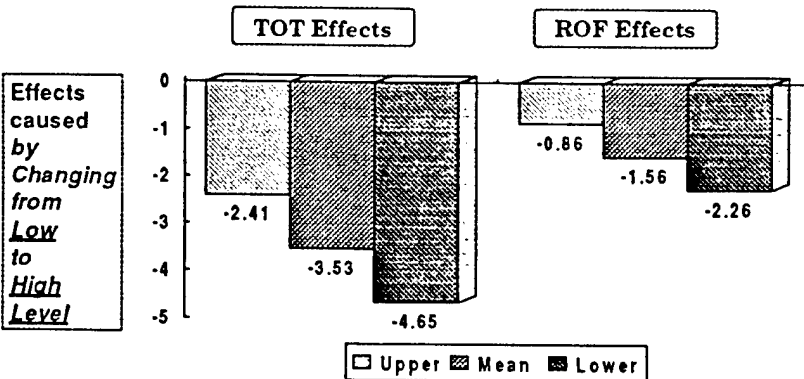 TOT Effects
ROF Effects
Effects
caused
by
Changing
from
Low
to
High
Level
0
-1
-2
-3
-4
-5
-2.41
-3.53
-4.65
-0.86
-1.56
-2.26
Upper Mean Lower